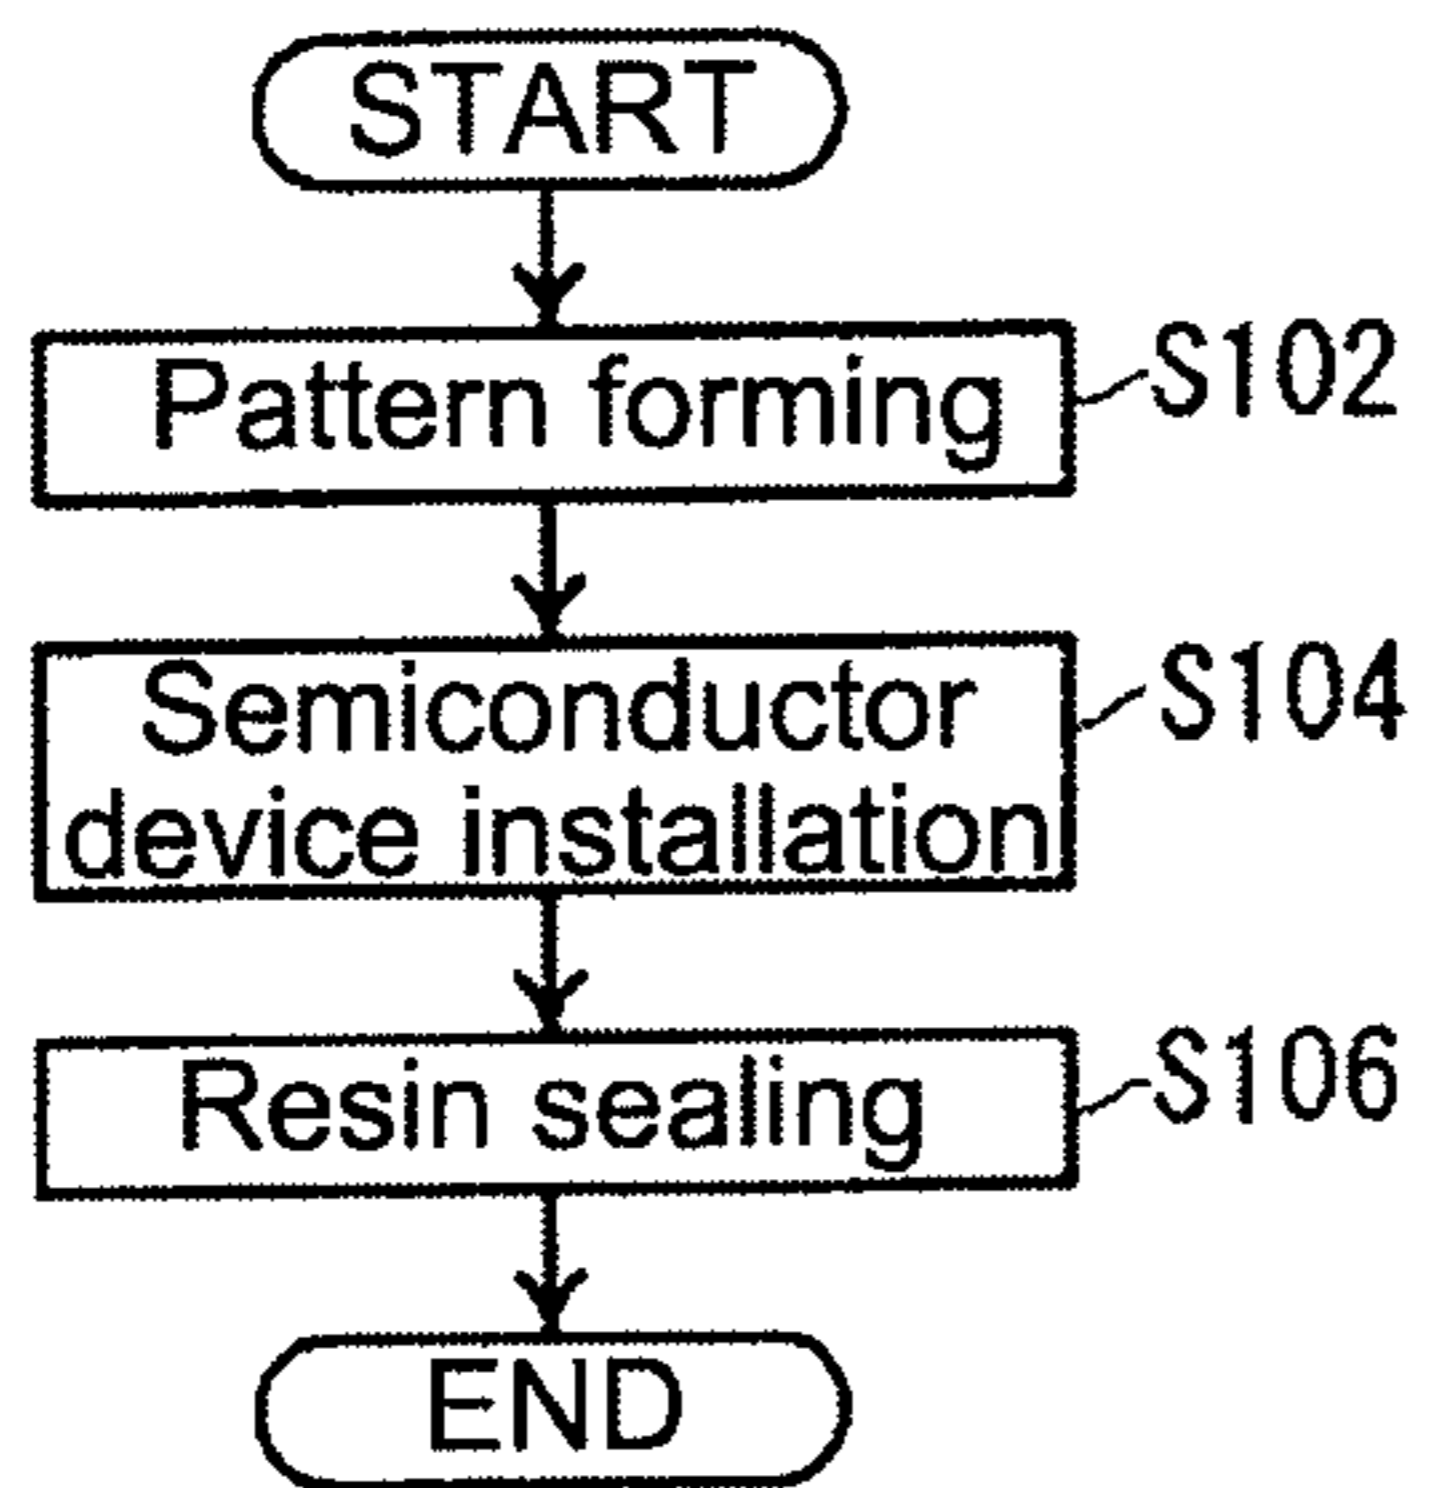 START
Pattern forming
S102
Semiconductor
device installation
S104
Resin sealing
S106
END